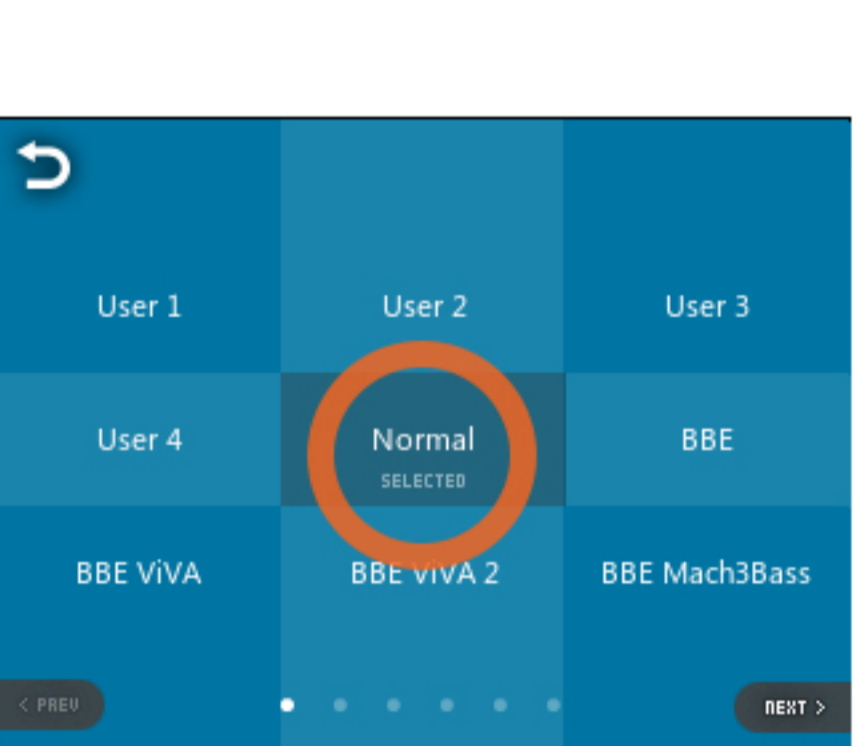 User 1 User 2 User 3
User 4 Normal BBE
SELECTED
BBE ViVA BBE ViVA 2 BBE Mach3Bass
< PREV NEXT >